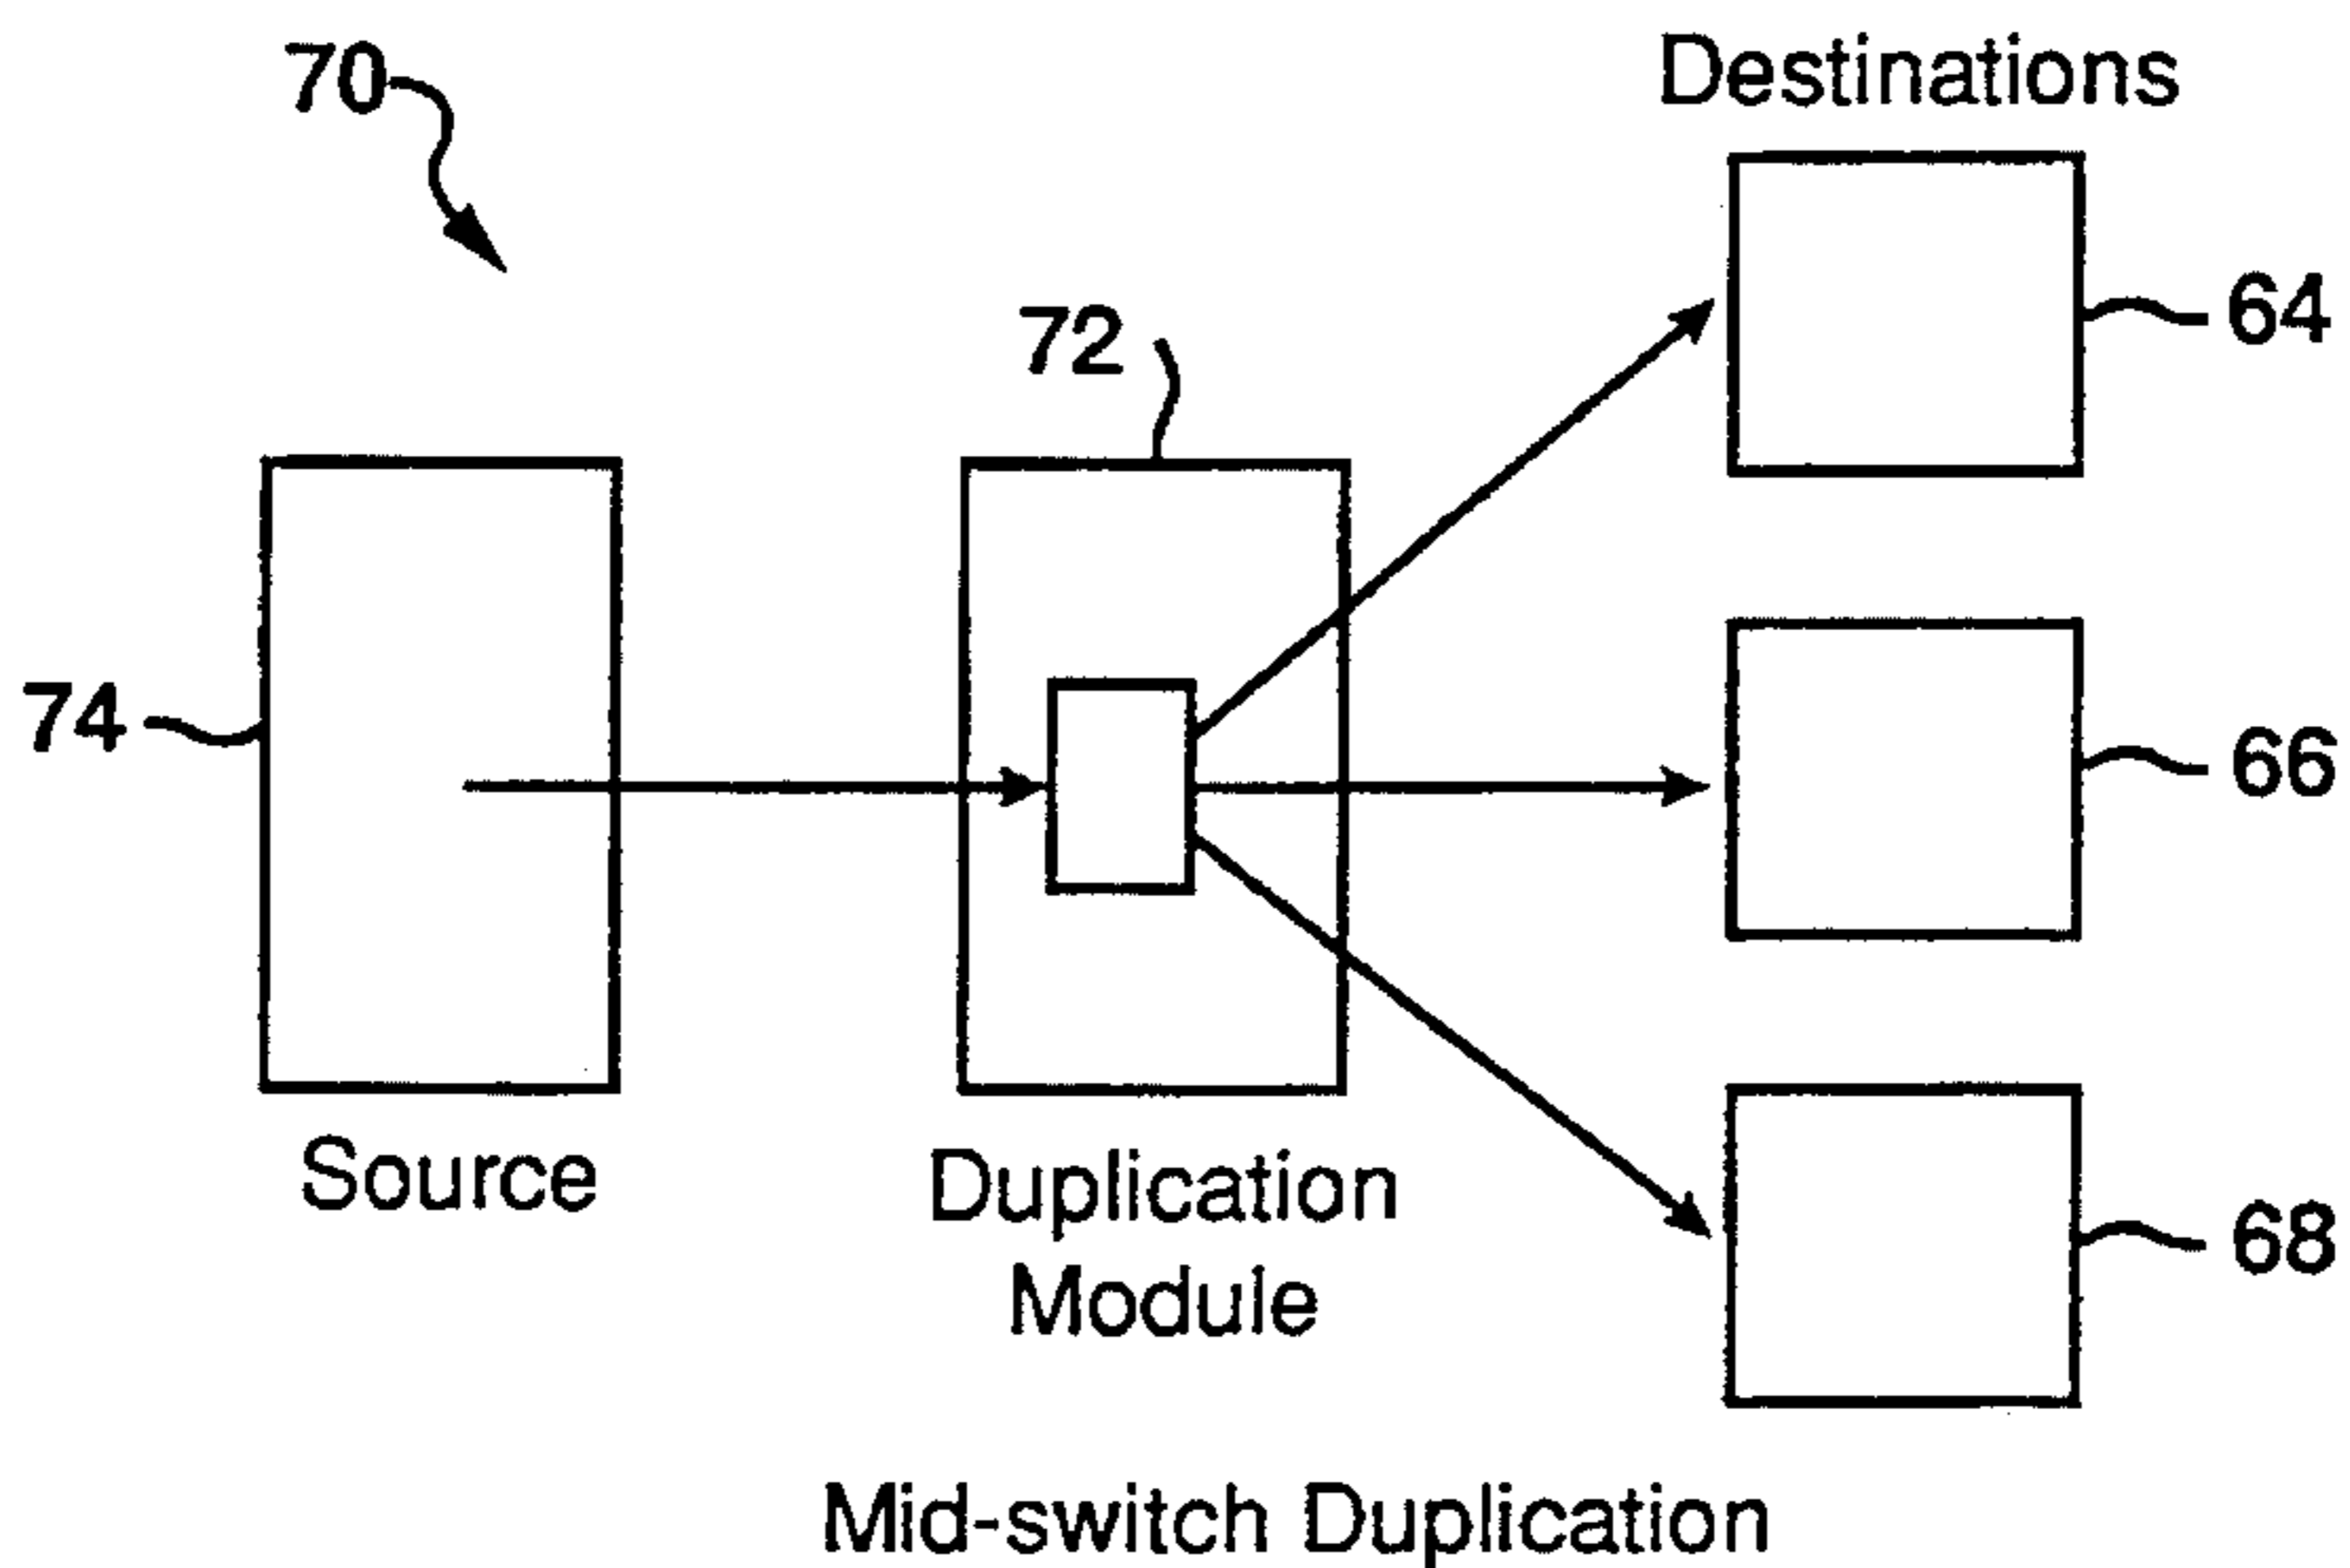 70
Destinations
64
72
74
66
Source
Duplication
Module
68
Mid-switch Duplication